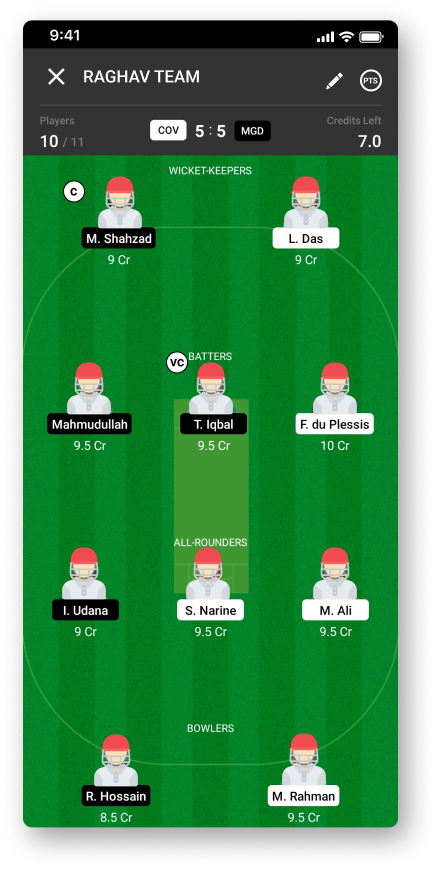 9:41
RAGHAV TEAM
PTS
Players
Credits Left
10 / 11
COV 5 : 5 MGD
7.0
WICKET-KEEPERS
C
M. Shahzad
L. Das
9 Cr
9 Cr
BATTERS
VC
Mahmudullah
T. Iqbal
F. du Plessis
9.5 Cr
9.5 Cr
10 Cr
ALL-ROUNDERS
I. Udana
S. Narine
M. Ali
9 Cr
9.5 Cr
9.5 Cr
BOWLERS
R. Hossain
M. Rahman
8.5 Cr
9.5 Cr